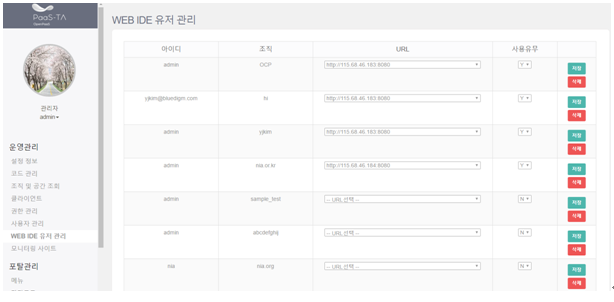 PaaS-TA
WEB IDE 유저 관리
관리자
admin
운영관리
설정 정보
코드 관리
조직 및 공간 조회
클라이언트
권한 관리
사용자 관리
WEB IDE 유저 관리
모니터링 사이트
포탈관리
메뉴
아이디 조직 URL 사용유무
admin OCP http://115.68.46.183:8080 Y 저장
삭제
yjkim@bluedigm.com hi http://115.68.46.182:8080 Y 저장
삭제
admin yjkim http://115.68.46.183:8080 Y 저장
삭제
admin nia.or.kr http://115.68.46.184:8080 Y 저장
삭제
admin sample_test -- URL 선택 -- N 저장
삭제
admin abcdefghij -- URL 선택 -- N 저장
삭제
nia nia.org -- URL 선택 -- N 저장
삭제